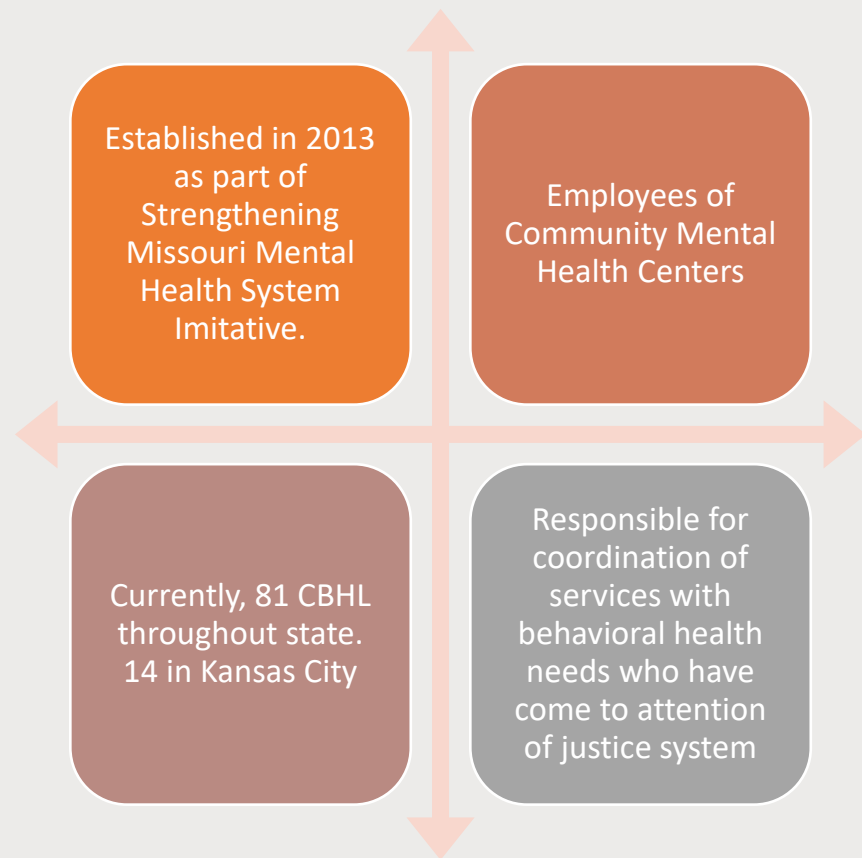 Established in 2013
as part of
Strengthening
Missouri Mental
Health System
Imitative.
Employees of
Community Mental
Health Centers
Currently, 81 CBHL
throughout state.
14 in Kansas City
Responsible for
coordination of
services with
behavioral health
needs who have
come to attention
of justice system